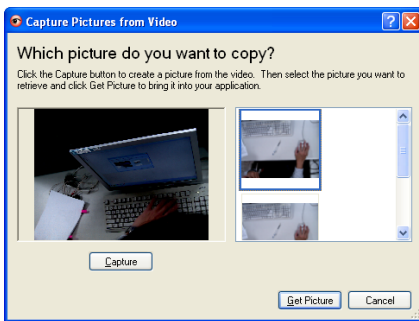 Capture Pictures from Video
Which picture do you want to copy?
Click the Capture button to create a picture from the video. Then select the picture you want to
retrieve and click Get Picture to bring it into your application.
Capture
Get Picture
Cancel